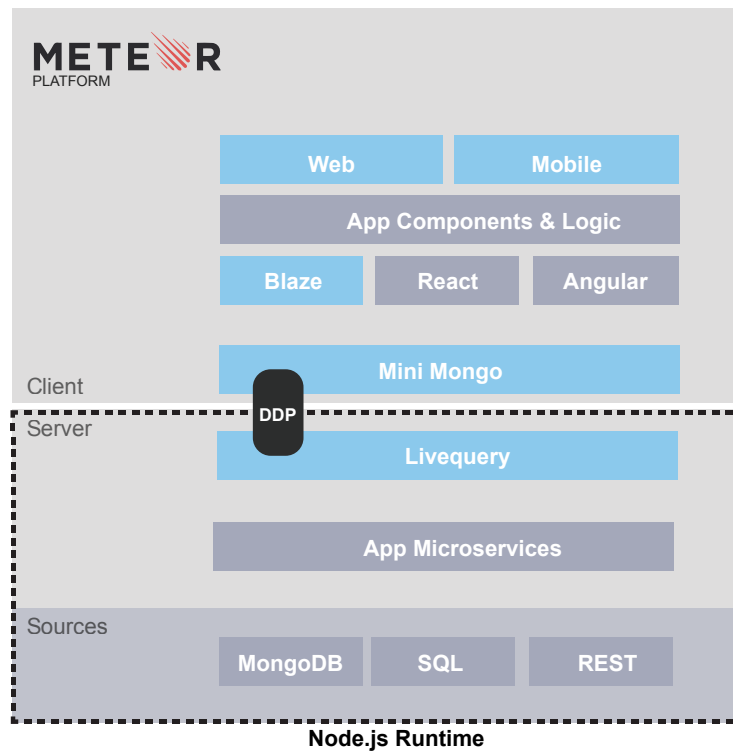 METEOR
PLATFORM
Web
Mobile
App Components & Logic
Blaze
React
Angular
Mini Mongo
Client
DDP
Server
Livequery
App Microservices
Sources
MongoDB
SQL
REST
Node.js Runtime